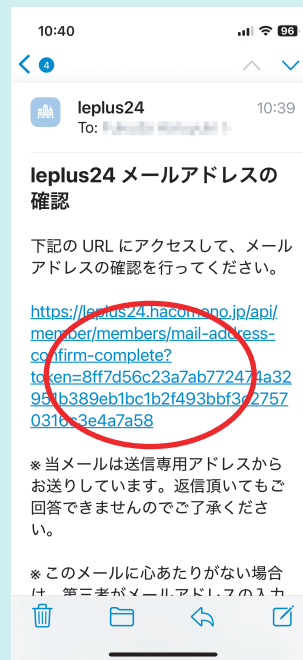 10:40
96
4
leplus24
10:39
To:
leplus24 メールアドレスの
確認
下記の URL にアクセスして、メール
アドレスの確認を行ってください。
https://leplus24.hacomono.jp/api/
member/members/mail-address-
confirm-complete?
token=8ff7d56c23a7ab772474a32
951b389eb1bc1b2f493bbf3c2757
0316c3e4a7a58
※当メールは送信専用アドレスから
お送りしています。返信頂いてもご
回答できませんのでご了承くださ
い。
※このメールに心あたりがない場合
は、第三者がメールアドレスの入力